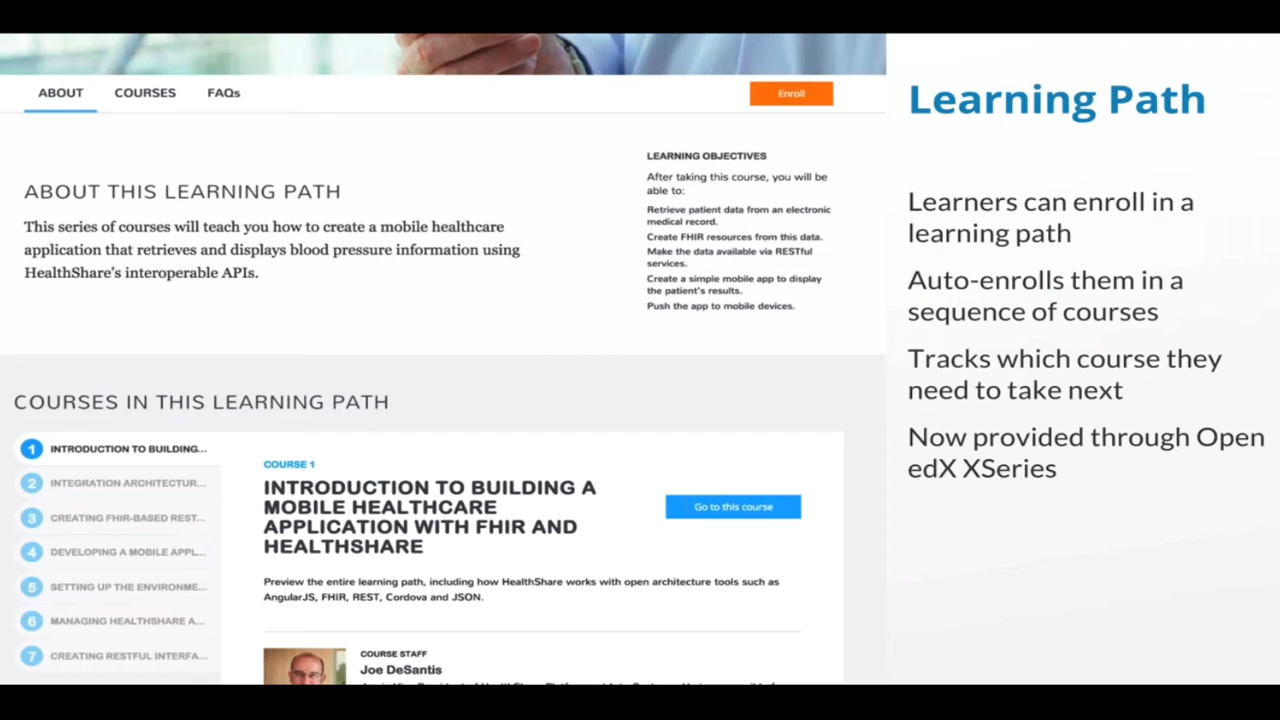 ABOUT
COURSES
FAQs
Enroll
ABOUT THIS LEARNING PATH
This series of courses will teach you how to create a mobile healthcare
application that retrieves and displays blood pressure information using
HealthShare's interoperable APIs.
LEARNING OBJECTIVES
After taking this course, you will be
able to:
Retrieve patient data from an electronic
medical record.
Create FHIR resources from this data.
Make the data available via RESTful
services.
Create a simple mobile app to display
the patient's results.
Push the app to mobile devices.
COURSES IN THIS LEARNING PATH
1 INTRODUCTION TO BUILDING...
2 INTEGRATION ARCHITECTUR...
3 CREATING FHIR-BASED REST...
4 DEVELOPING A MOBILE APPL...
5 SETTING UP THE ENVIRONME...
6 MANAGING HEALTHSHARE A...
7 CREATING RESTFUL INTERFA...
COURSE 1
INTRODUCTION TO BUILDING A
MOBILE HEALTHCARE
APPLICATION WITH FHIR AND
HEALTHSHARE
Go to this course
Preview the entire learning path, including how HealthShare works with open architecture tools such as
AngularJS, FHIR, REST, Cordova and JSON.
COURSE STAFF
Joe DeSantis
Learning Path
Learners can enroll in a
learning path
Auto-enrolls them in a
sequence of courses
Tracks which course they
need to take next
Now provided through Open
edX XSeries